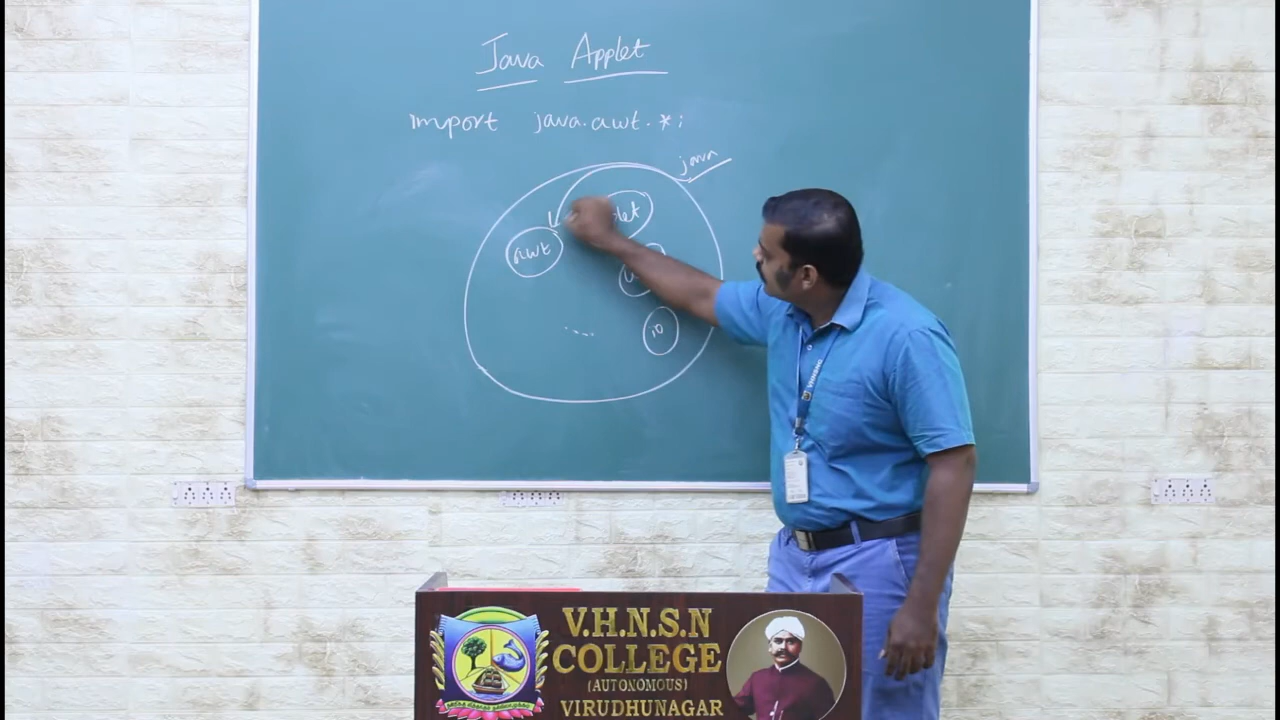 Java Applet
import java.awt.*;
java
awt
io
V.H.N.S.N
COLLEGE
(AUTONOMOUS)
VIRUDHUNAGAR